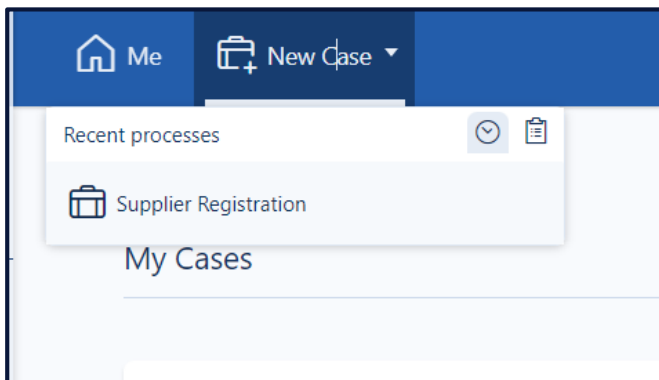 Me
New Case
Recent processes
Supplier Registration
My Cases